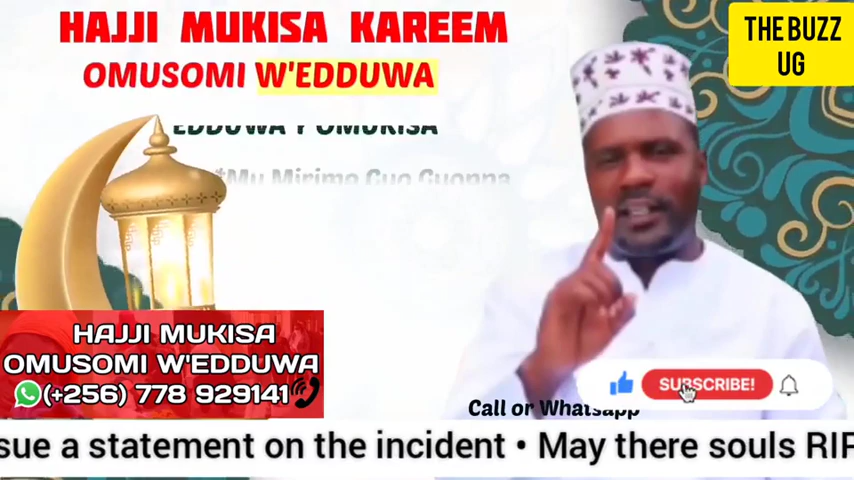 HAJJI MUKISA KAREEM
OMUSOMI W'EDDUWA
THE BUZZ
UG
EDDUWA Y'OMUKISA
HAJJI MUKISA
OMUSOMI W'EDDUWA
(+256) 778 929141
SUBSCRIBE!
Call or Whatsapp
sue a statement on the incident • May there souls RIP